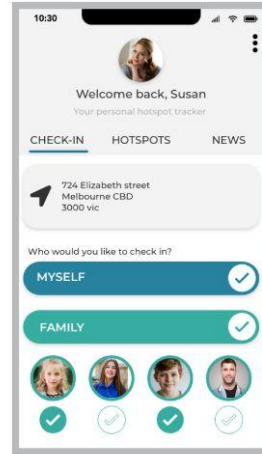 10:30
Welcome back, Susan
Your personal hotspot tracker
CHECK-IN HOTSPOTS NEWS
724 Elizabeth street
Melbourne CBD
3000 vic
Who would you like to check in?
MYSELF
FAMILY